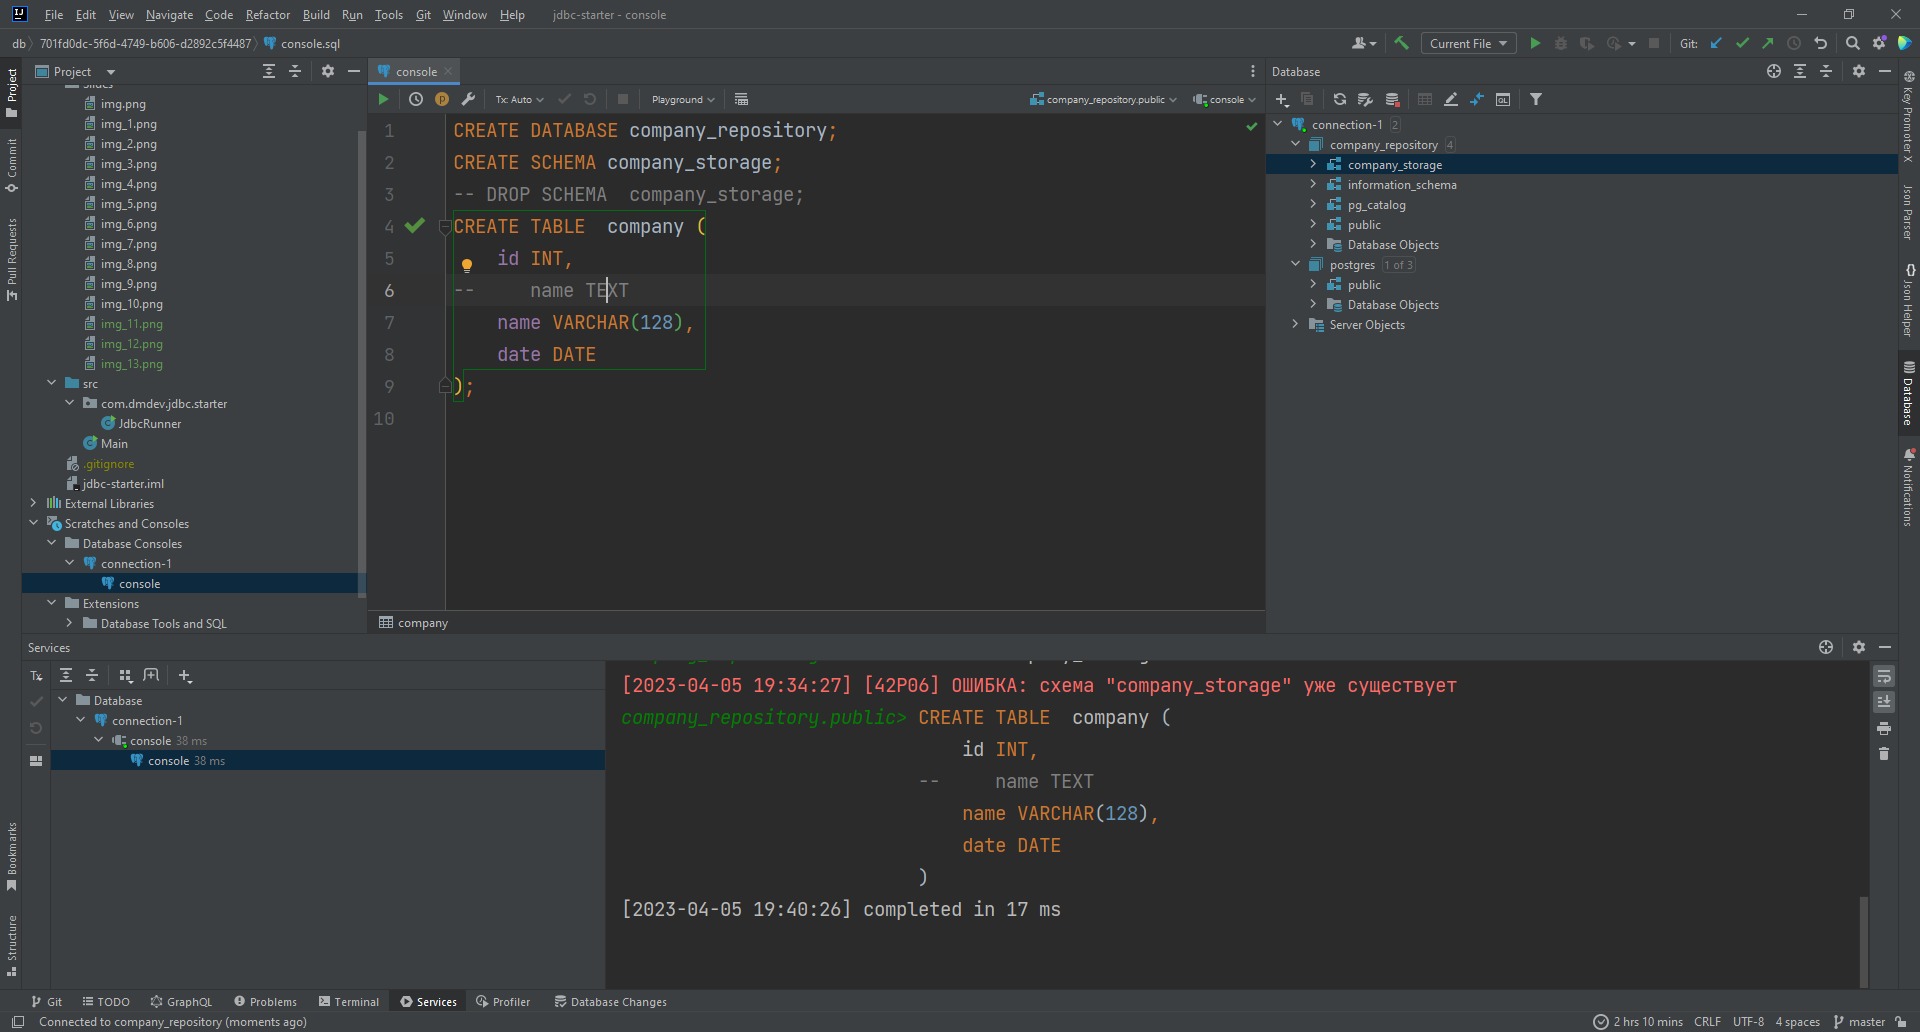 File Edit View Navigate Code Refactor Build Run Tools Git Window Help jdbc-starter - console
db 701fd0dc-5f6d-4749-b606-d2892c5f4487 console.sql
Current File
Git:
Project
img.png
img_1.png
img_2.png
img_3.png
img_4.png
img_5.png
img_6.png
img_7.png
img_8.png
img_9.png
img_10.png
img_11.png
img_12.png
img_13.png
src
com.dmdev.jdbc.starter
JdbcRunner
Main
.gitignore
jdbc-starter.iml
External Libraries
Scratches and Consoles
Database Consoles
connection-1
console
Extensions
Database Tools and SQL
Project
Commit
Pull Requests
Bookmarks
Structure
console
Tx: Auto
Playground
company_repository.public
console
1 CREATE DATABASE company_repository;
2 CREATE SCHEMA company_storage;
3 -- DROP SCHEMA  company_storage;
4 CREATE TABLE  company (
5     id INT,
6 --     name TEXT
7     name VARCHAR(128),
8     date DATE
9 );
10
company
Database
connection-1 2
company_repository 4
company_storage
information_schema
pg_catalog
public
Database Objects
postgres 1 of 3
public
Database Objects
Server Objects
Key Promoter X
Json Parser
Json Helper
Database
Notifications
Services
Tx
Database
connection-1
console 38 ms
console 38 ms
[2023-04-05 19:34:27] [42P06] ОШИБКА: схема "company_storage" уже существует
company_repository.public> CREATE TABLE  company (
id INT,
--     name TEXT
name VARCHAR(128),
date DATE
)
[2023-04-05 19:40:26] completed in 17 ms
Git TODO GraphQL Problems Terminal Services Profiler Database Changes
Connected to company_repository (moments ago)
2 hrs 10 mins CRLF UTF-8 4 spaces master